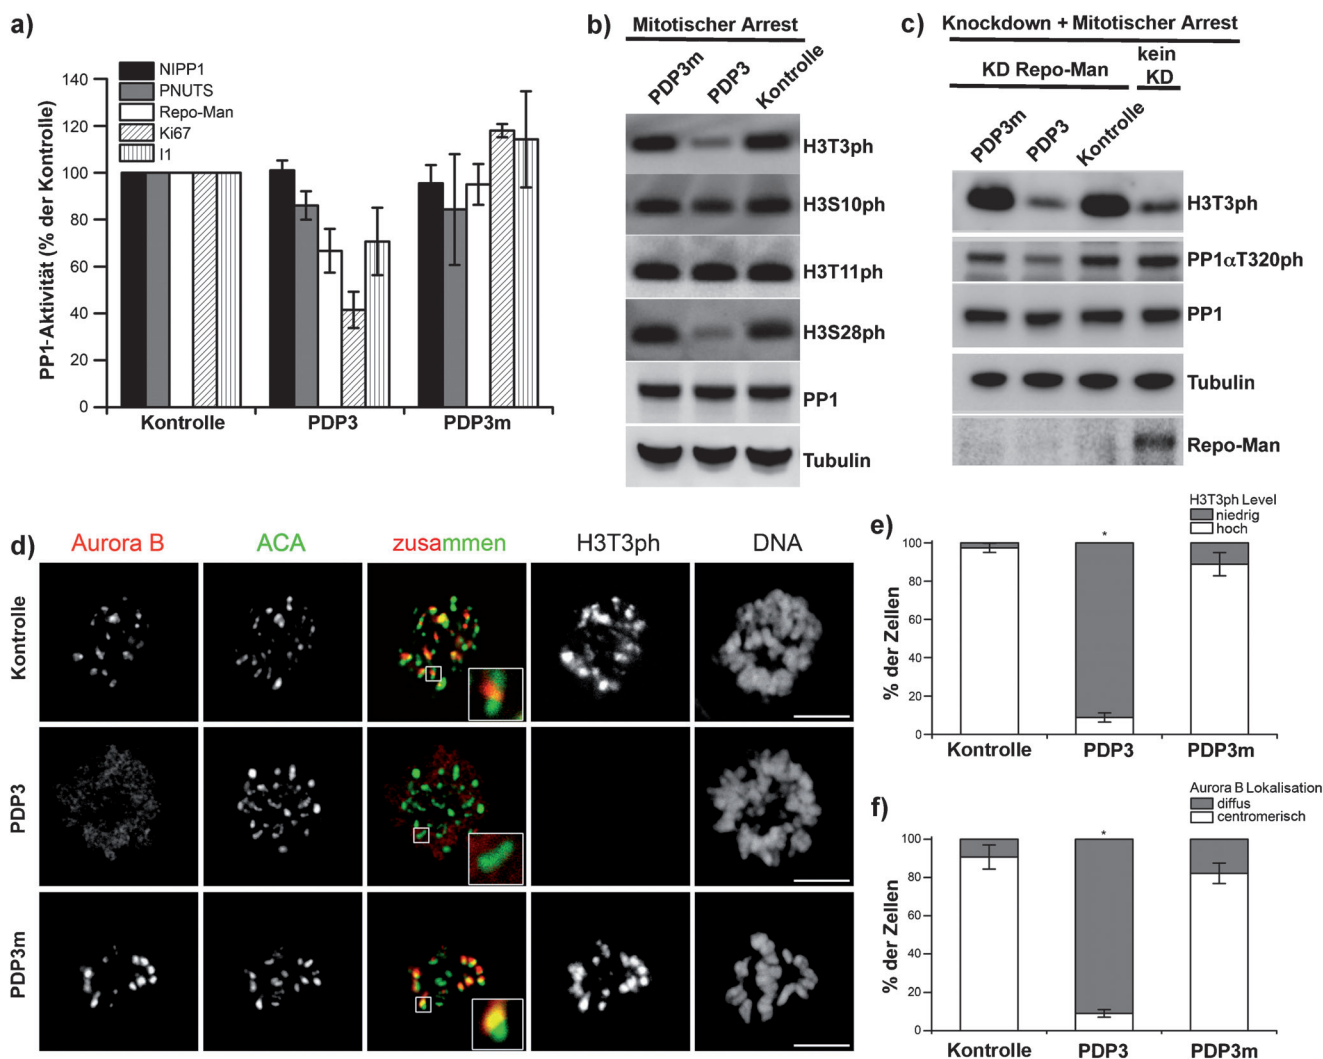 a)
NIPP1
PNUTS
Repo-Man
Ki67
I1
PP1-Aktivität (% der Kontrolle)
140
120
100
80
60
40
20
0
Kontrolle PDP3 PDP3m
b) Mitotischer Arrest
PDP3m PDP3 Kontrolle
H3T3ph
H3S10ph
H3T11ph
H3S28ph
PP1
Tubulin
c) Knockdown + Mitotischer Arrest
KD Repo-Man
kein
KD
PDP3m PDP3 Kontrolle
H3T3ph
PP1αT320ph
PP1
Tubulin
Repo-Man
d) Aurora B ACA zusammen H3T3ph DNA
Kontrolle
PDP3
PDP3m
e)
H3T3ph Level
niedrig
hoch
% der Zellen
100
80
60
40
20
0
*
Kontrolle PDP3 PDP3m
f)
Aurora B Lokalisation
diffus
centromerisch
% der Zellen
100
80
60
40
20
0
*
Kontrolle PDP3 PDP3m